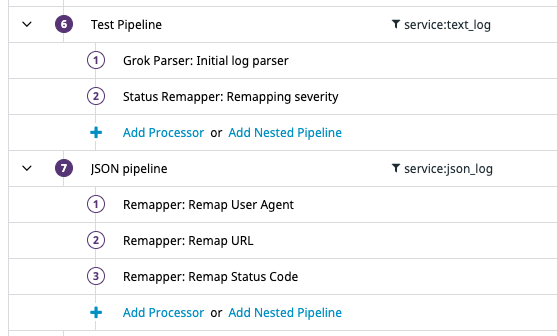 6 Test Pipeline service:text_log
1 Grok Parser: Initial log parser
2 Status Remapper: Remapping severity
+ Add Processor or Add Nested Pipeline
7 JSON pipeline service:json_log
1 Remapper: Remap User Agent
2 Remapper: Remap URL
3 Remapper: Remap Status Code
+ Add Processor or Add Nested Pipeline